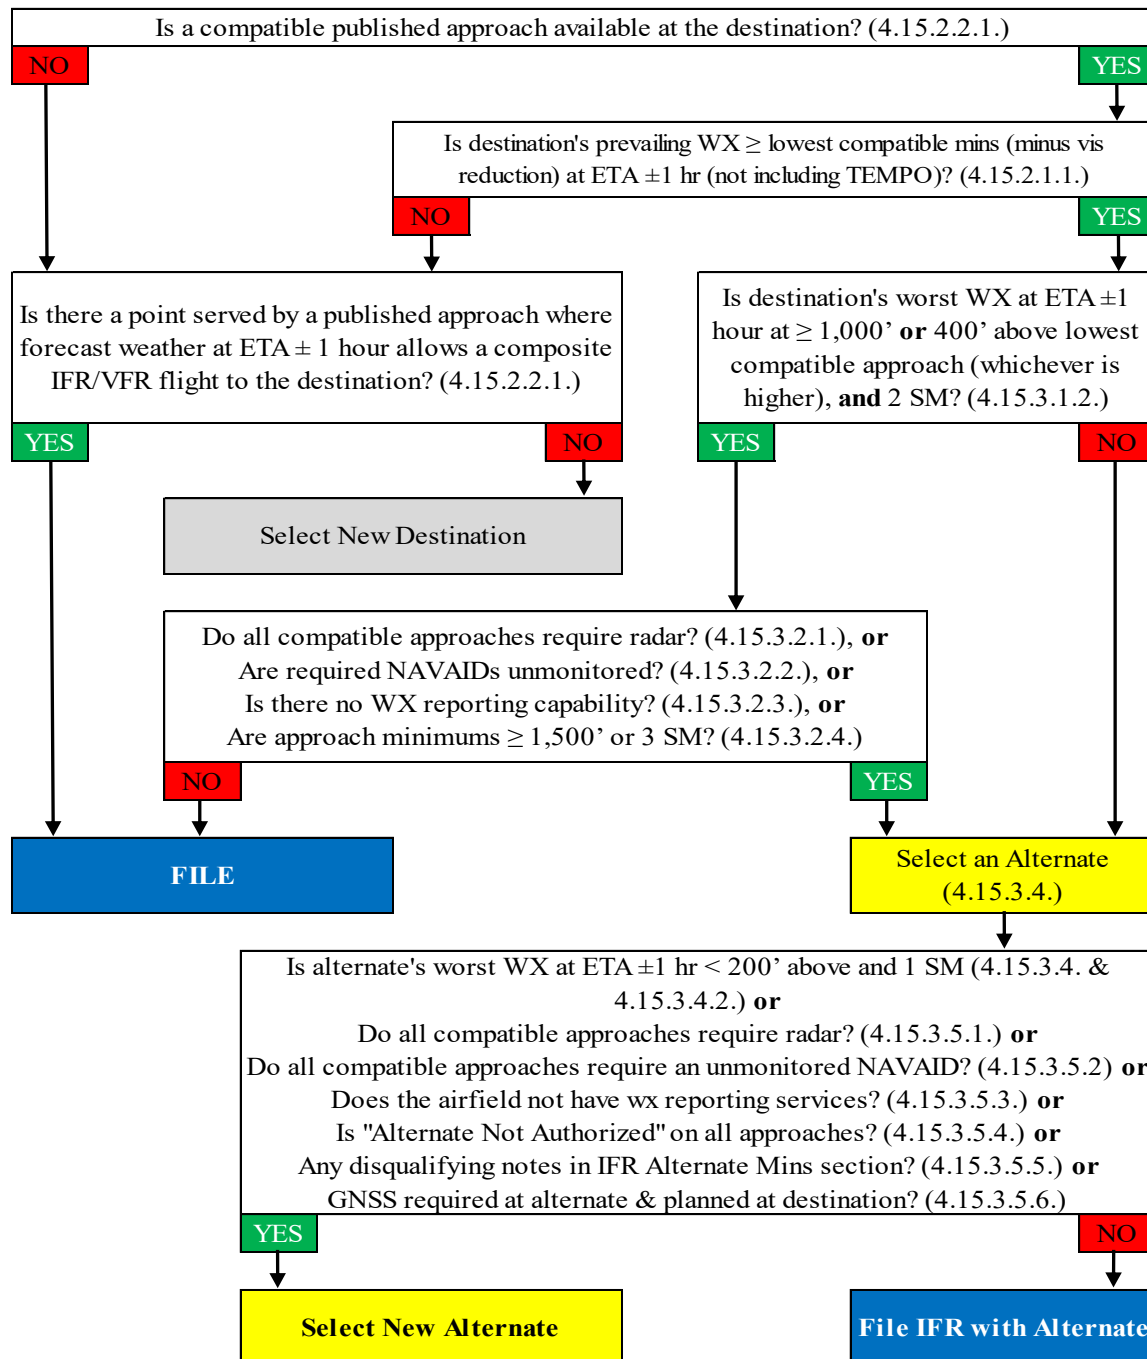 Is a compatible published approach available at the destination? (4.15.2.2.1.)
NO
YES
Is destination's prevailing WX ≥ lowest compatible mins (minus vis
reduction) at ETA ±1 hr (not including TEMPO)? (4.15.2.1.1.)
NO
YES
Is there a point served by a published approach where
forecast weather at ETA ± 1 hour allows a composite
IFR/VFR flight to the destination? (4.15.2.2.1.)
YES
NO
Is destination's worst WX at ETA ±1
hour at ≥ 1,000’ or 400’ above lowest
compatible approach (whichever is
higher), and 2 SM? (4.15.3.1.2.)
YES
NO
Select New Destination
Do all compatible approaches require radar? (4.15.3.2.1.), or
Are required NAVAIDs unmonitored? (4.15.3.2.2.), or
Is there no WX reporting capability? (4.15.3.2.3.), or
Are approach minimums ≥ 1,500’ or 3 SM? (4.15.3.2.4.)
NO
YES
FILE
Select an Alternate
(4.15.3.4.)
Is alternate's worst WX at ETA ±1 hr < 200’ above and 1 SM (4.15.3.4. &
4.15.3.4.2.) or
Do all compatible approaches require radar? (4.15.3.5.1.) or
Do all compatible approaches require an unmonitored NAVAID? (4.15.3.5.2) or
Does the airfield not have wx reporting services? (4.15.3.5.3.) or
Is "Alternate Not Authorized" on all approaches? (4.15.3.5.4.) or
Any disqualifying notes in IFR Alternate Mins section? (4.15.3.5.5.) or
GNSS required at alternate & planned at destination? (4.15.3.5.6.)
YES
NO
Select New Alternate
File IFR with Alternate